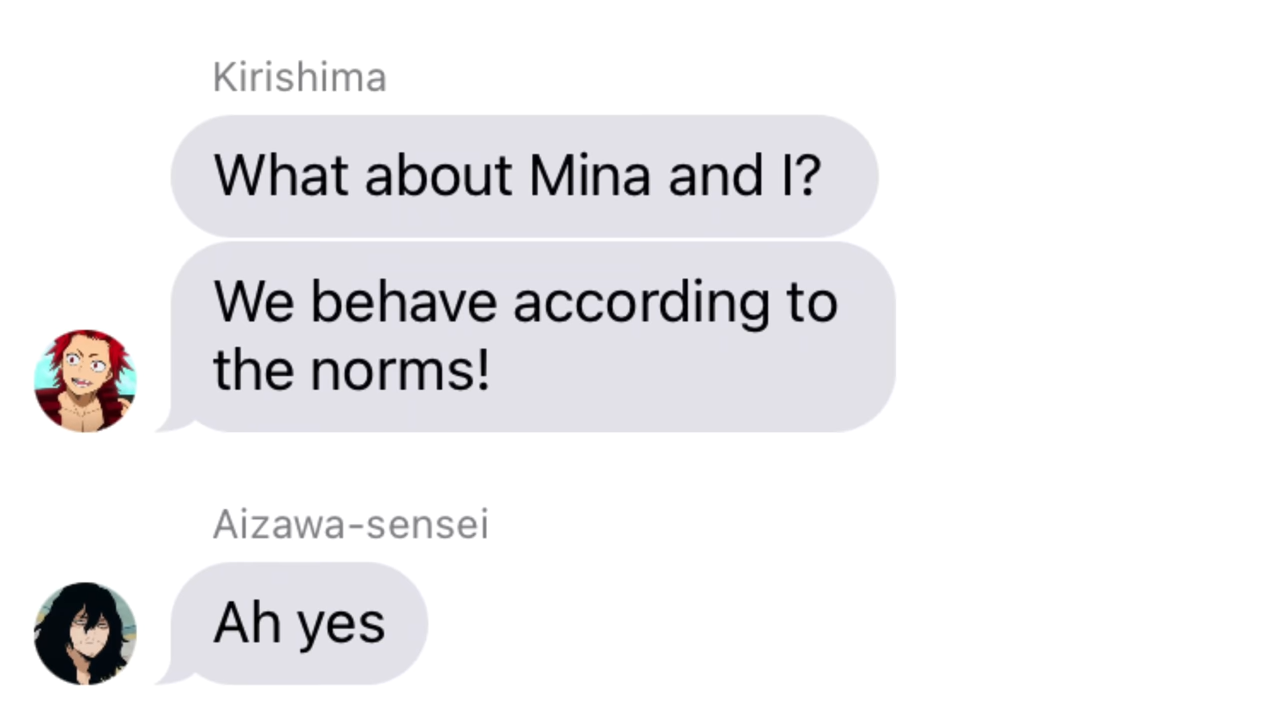 Kirishima
What about Mina and I?
We behave according to
the norms!
Aizawa-sensei
Ah yes